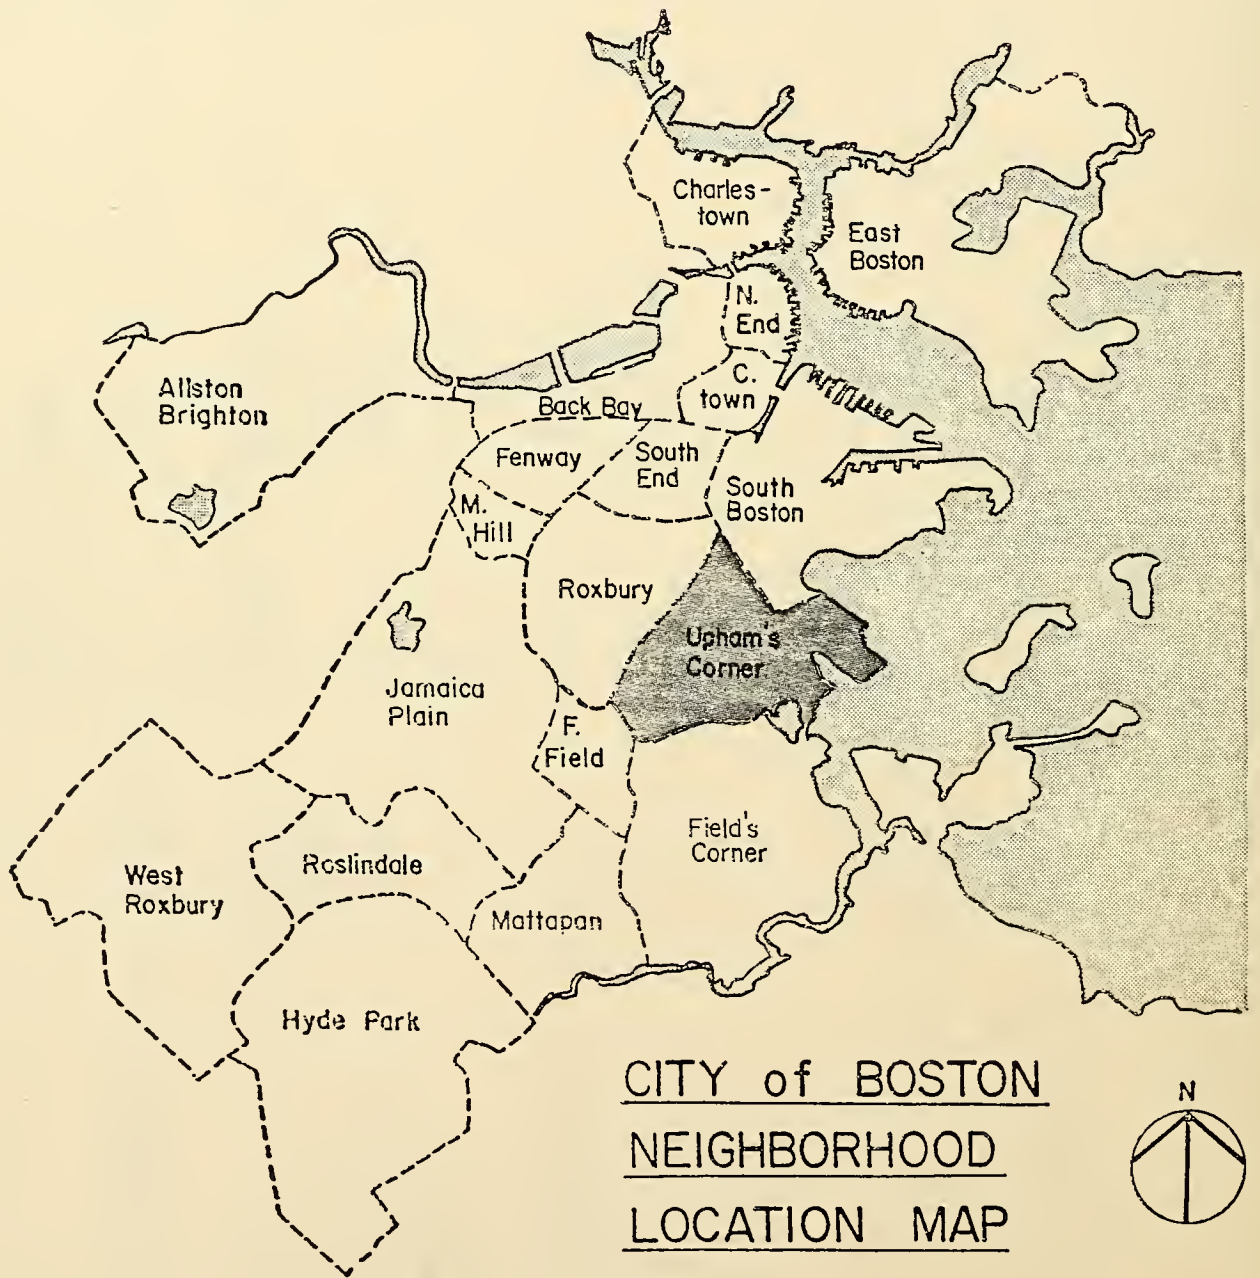 Charles-
town
East
Boston
N.
End
Allston
Brighton
C.
town
Back Bay
Fenway
South
End
South
Boston
M.
Hill
Roxbury
Upham's
Corner
Jamaica
Plain
F.
Field
Field's
Corner
West
Roxbury
Roslindale
Mattapan
Hyde Park
CITY of BOSTON
NEIGHBORHOOD
LOCATION MAP
N